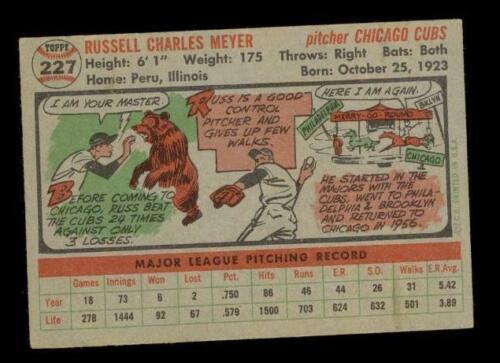 TOPPS
227
RUSSELL CHARLES MEYER
pitcher CHICAGO CUBS
Height: 6' 1" Weight: 175
Throws: Right Bats: Both
Home: Peru, Illinois
Born: October 25, 1923
I AM YOUR MASTER.
BEFORE COMING TO
CHICAGO, RUSS BEAT
THE CUBS 24 TIMES
AGAINST ONLY
3 LOSSES.
RUSS IS A GOOD
CONTROL
PITCHER AND
GIVES UP FEW
WALKS.
HERE I AM AGAIN.
PHILADELPHIA
MERRY-GO-ROUND
BKLYN
CHICAGO
HE STARTED IN THE
MAJORS WITH THE
CUBS, WENT TO PHILA-
DELPHIA & BROOKLYN
AND RETURNED TO
CHICAGO IN
1956.
©T.C.G. PRINTED IN U.S.A.
MAJOR LEAGUE PITCHING RECORD
Games Innings Won Lost Pct. Hits Runs E.R. S.O. Walks E.R.Avg.
Year 18 73 6 2 .750 86 46 44 26 31 5.42
Life 278 1444 92 67 .579 1500 703 624 632 501 3.89